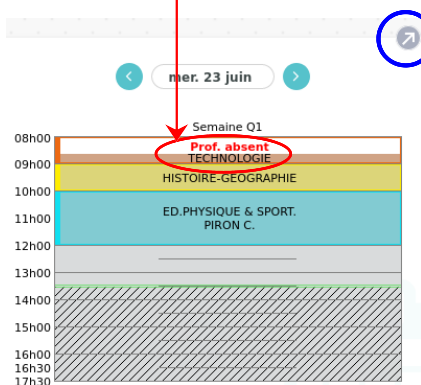 mer. 23 juin
Semaine Q1
08h00
Prof. absent
TECHNOLOGIE
09h00
HISTOIRE-GEOGRAPHIE
10h00
ED.PHYSIQUE & SPORT.
11h00
PIRON C.
12h00
13h00
14h00
15h00
16h00
16h30
17h30